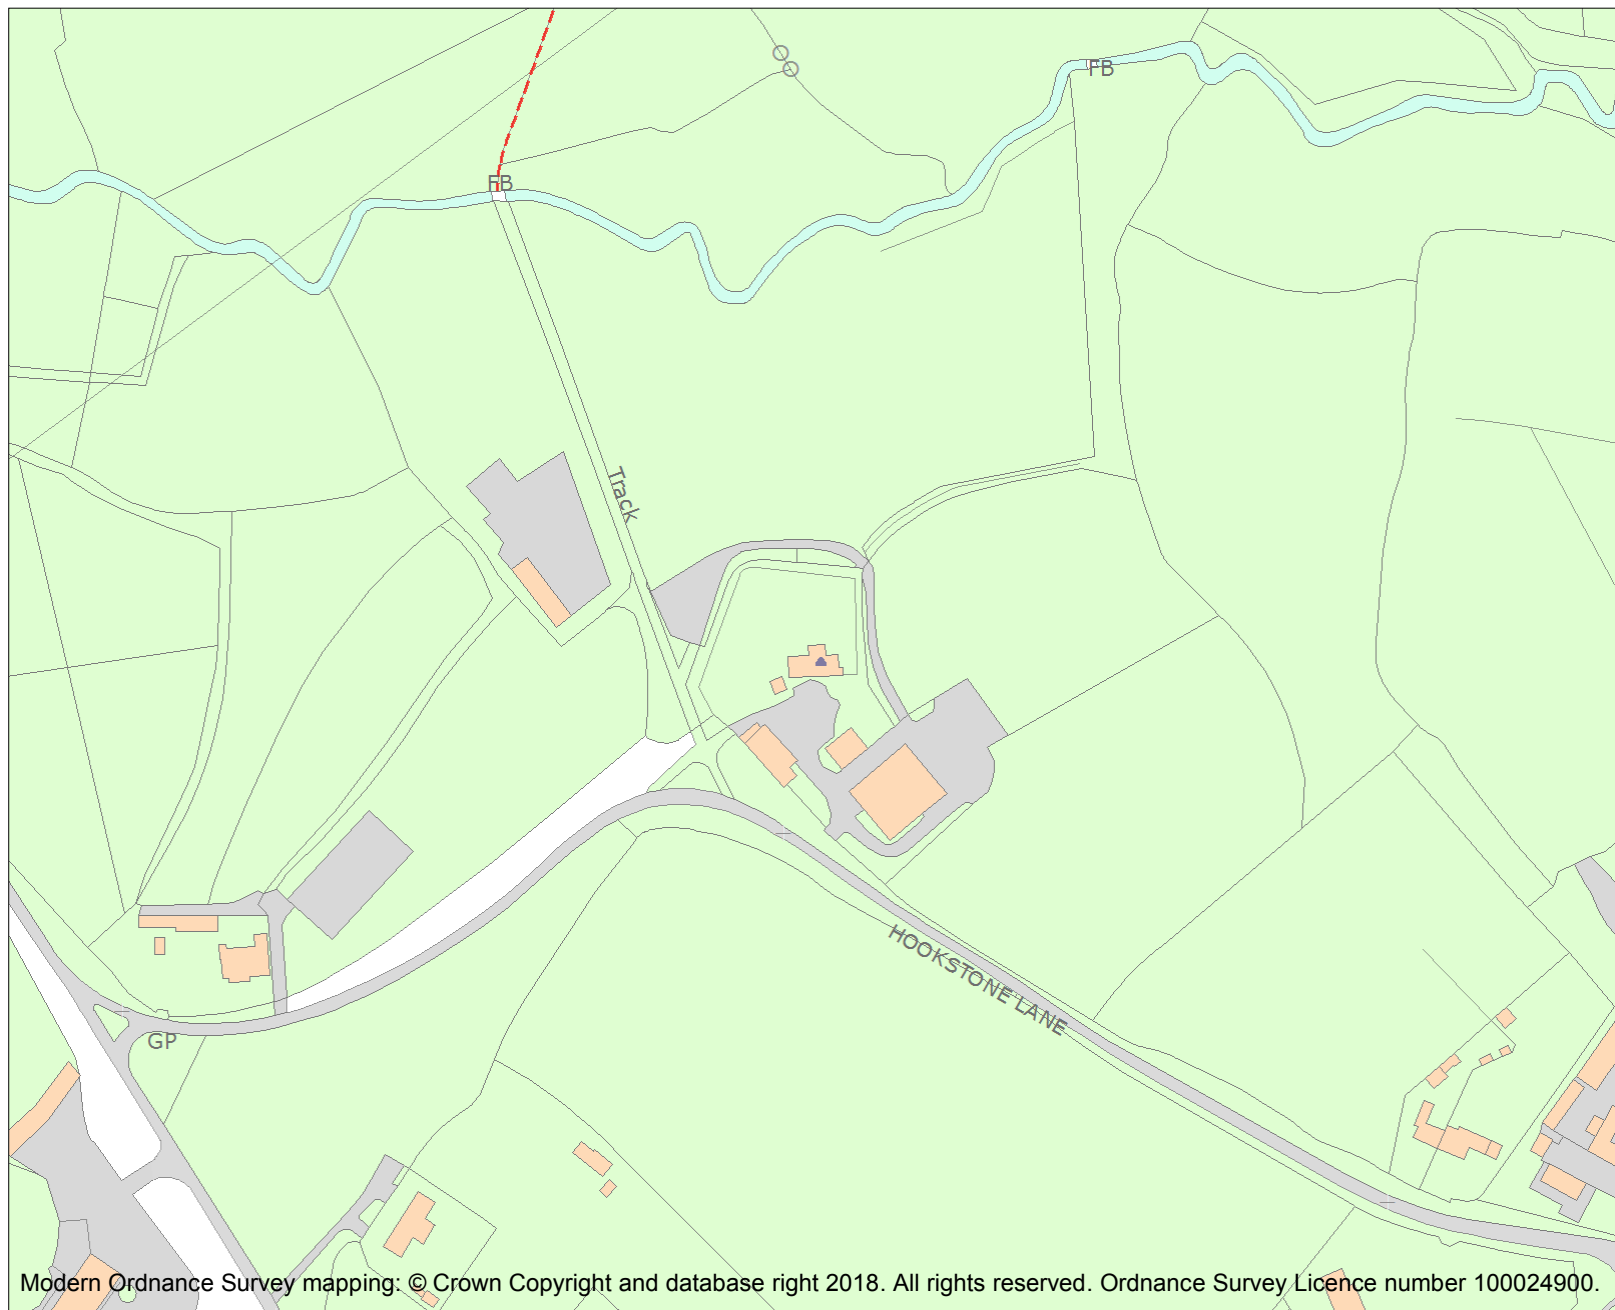 FB
FB
Track
HOOKSTONE LANE
GP
Modern Ordnance Survey mapping: © Crown Copyright and database right 2018. All rights reserved. Ordnance Survey Licence number 100024900.